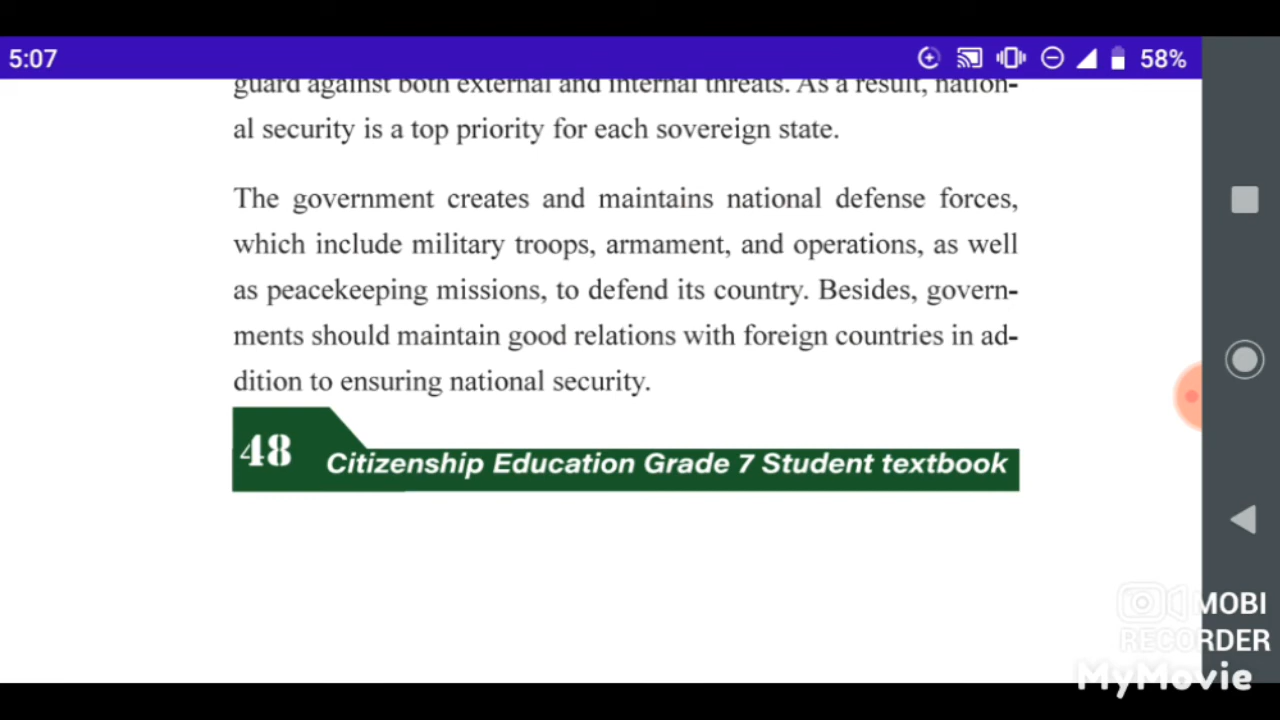 5:07
58%
guard against both external and internal threats. As a result, nation-
al security is a top priority for each sovereign state.
The government creates and maintains national defense forces,
which include military troops, armament, and operations, as well
as peacekeeping missions, to defend its country. Besides, govern-
ments should maintain good relations with foreign countries in ad-
dition to ensuring national security.
48
Citizenship Education Grade 7 Student textbook
MOBI
RECORDER
MyMovie